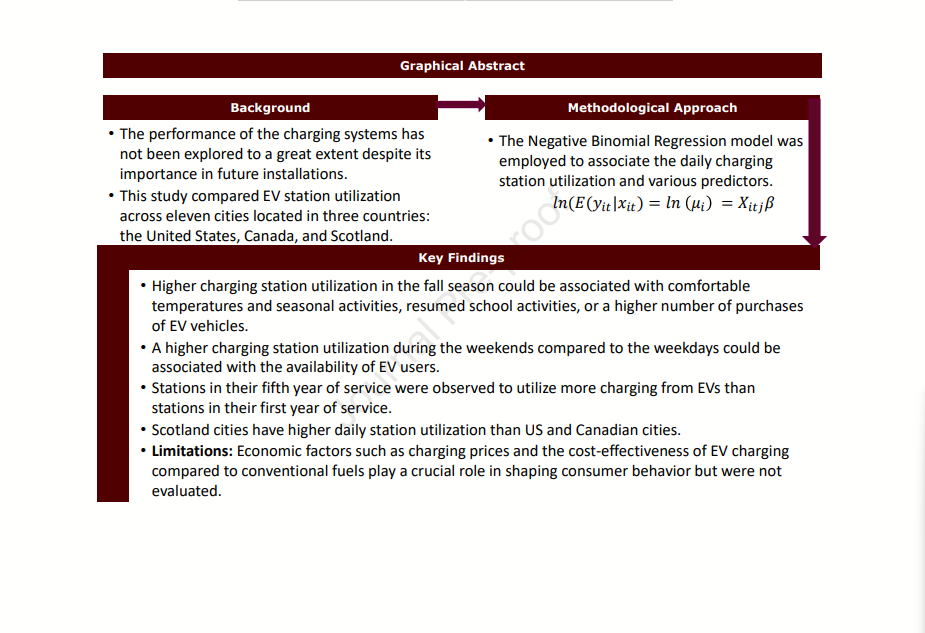 Graphical Abstract
Background
• The performance of the charging systems has
not been explored to a great extent despite its
importance in future installations.
• This study compared EV station utilization
across eleven cities located in three countries:
the United States, Canada, and Scotland.
Methodological Approach
• The Negative Binomial Regression model was
employed to associate the daily charging
station utilization and various predictors.
ln(E(y_{it}|x_{it}) = ln (μ_i) = X_{itj}β
Key Findings
• Higher charging station utilization in the fall season could be associated with comfortable
temperatures and seasonal activities, resumed school activities, or a higher number of purchases
of EV vehicles.
• A higher charging station utilization during the weekends compared to the weekdays could be
associated with the availability of EV users.
• Stations in their fifth year of service were observed to utilize more charging from EVs than
stations in their first year of service.
• Scotland cities have higher daily station utilization than US and Canadian cities.
• Limitations: Economic factors such as charging prices and the cost-effectiveness of EV charging
compared to conventional fuels play a crucial role in shaping consumer behavior but were not
evaluated.
Journal Pre-proof